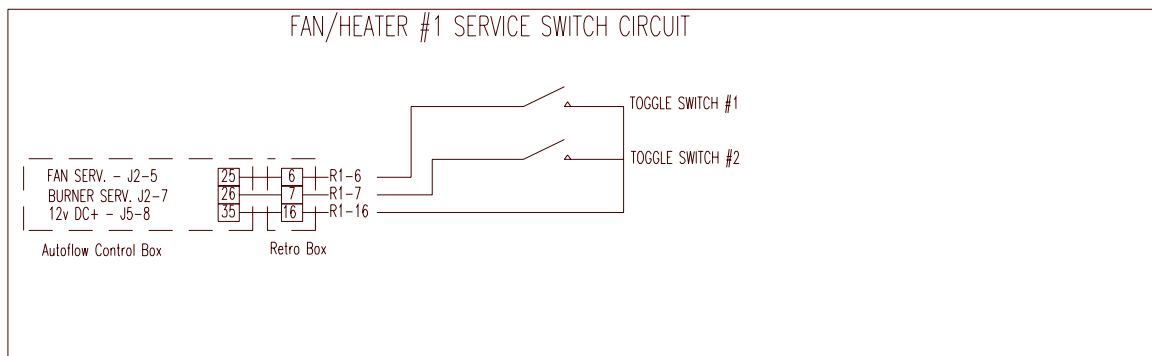 FAN/HEATER #1 SERVICE SWITCH CIRCUIT
TOGGLE SWITCH #1
TOGGLE SWITCH #2
FAN SERV. - J2-5 25 6 R1-6
BURNER SERV. J2-7 26 7 R1-7
12v DC+ - J5-8 35 16 R1-16
Autoflow Control Box Retro Box